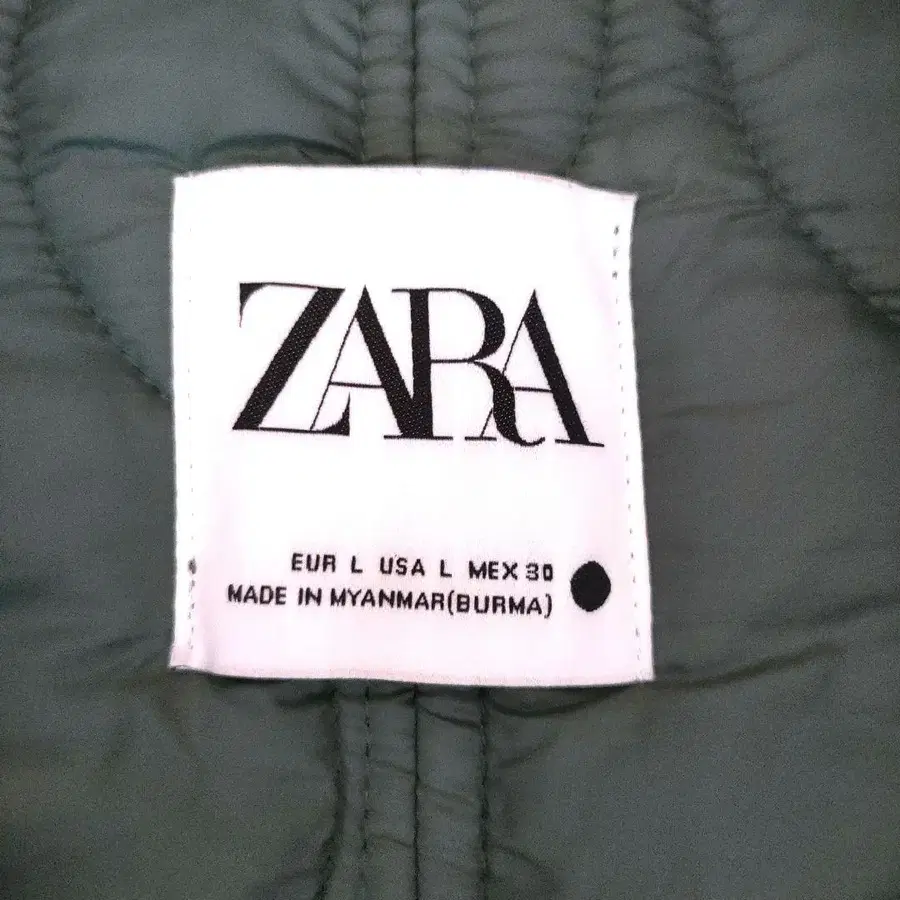 ZARA
EUR L USA L MEX 30
MADE IN MYANMAR(BURMA)